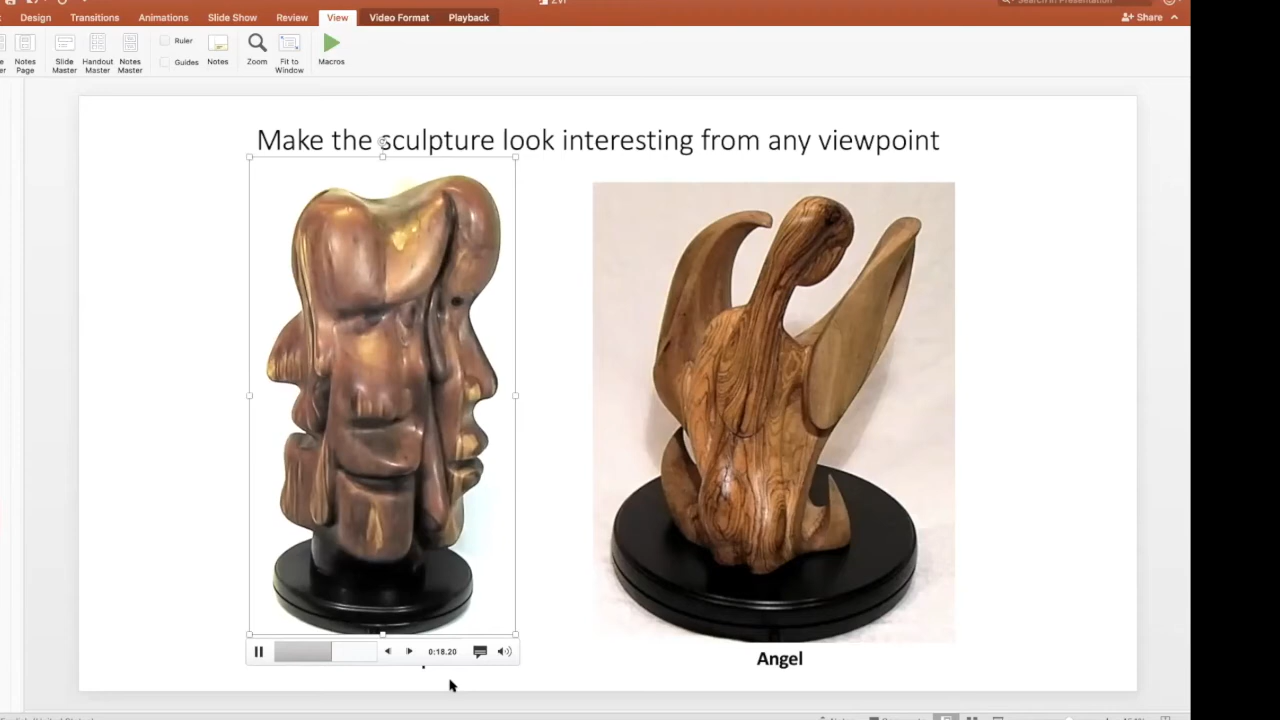 Search in Presentation
Design Transitions Animations Slide Show Review View Video Format Playback Share
Notes Page
Slide Master
Handout Master
Notes Master
Ruler
Guides
Notes
Zoom
Fit to Window
Macros
Make the sculpture look interesting from any viewpoint
0:18.20
Angel